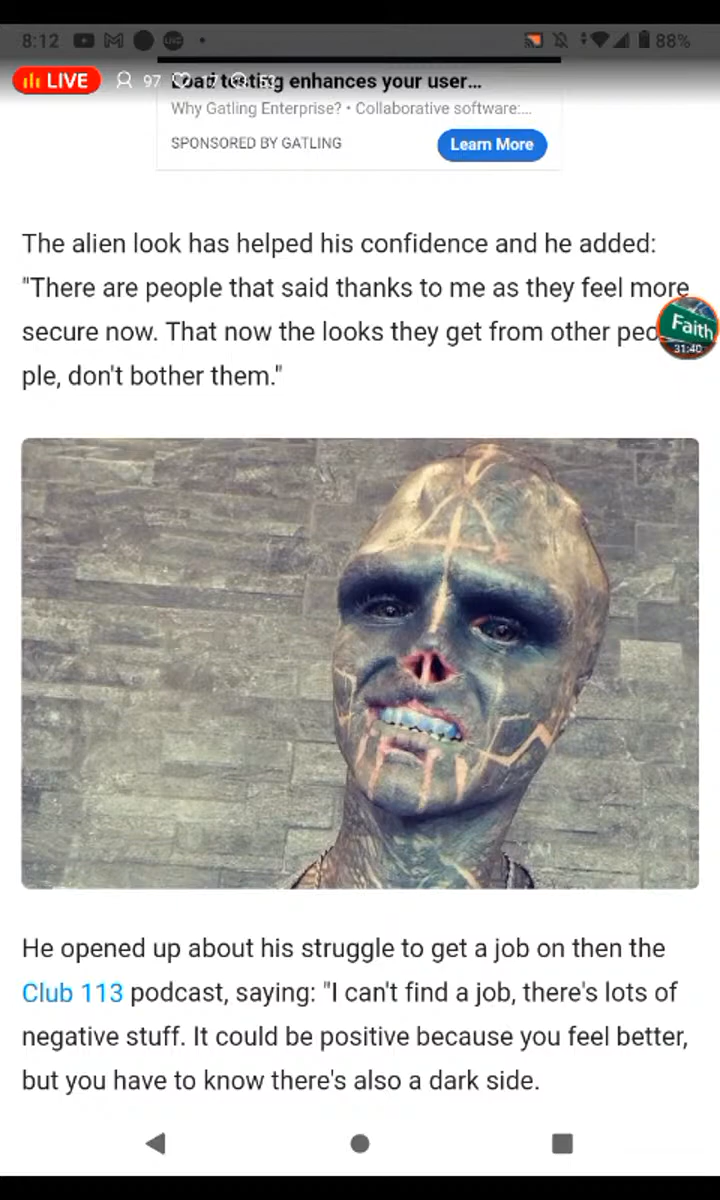 8:12
88%
LIVE
97
Load testing enhances your user...
Why Gatling Enterprise? • Collaborative software:...
SPONSORED BY GATLING
Learn More
The alien look has helped his confidence and he added:
"There are people that said thanks to me as they feel more
secure now. That now the looks they get from other peo
ple, don't bother them."
Faith
31:40
He opened up about his struggle to get a job on then the
Club 113 podcast, saying: "I can't find a job, there's lots of
negative stuff. It could be positive because you feel better,
but you have to know there's also a dark side.